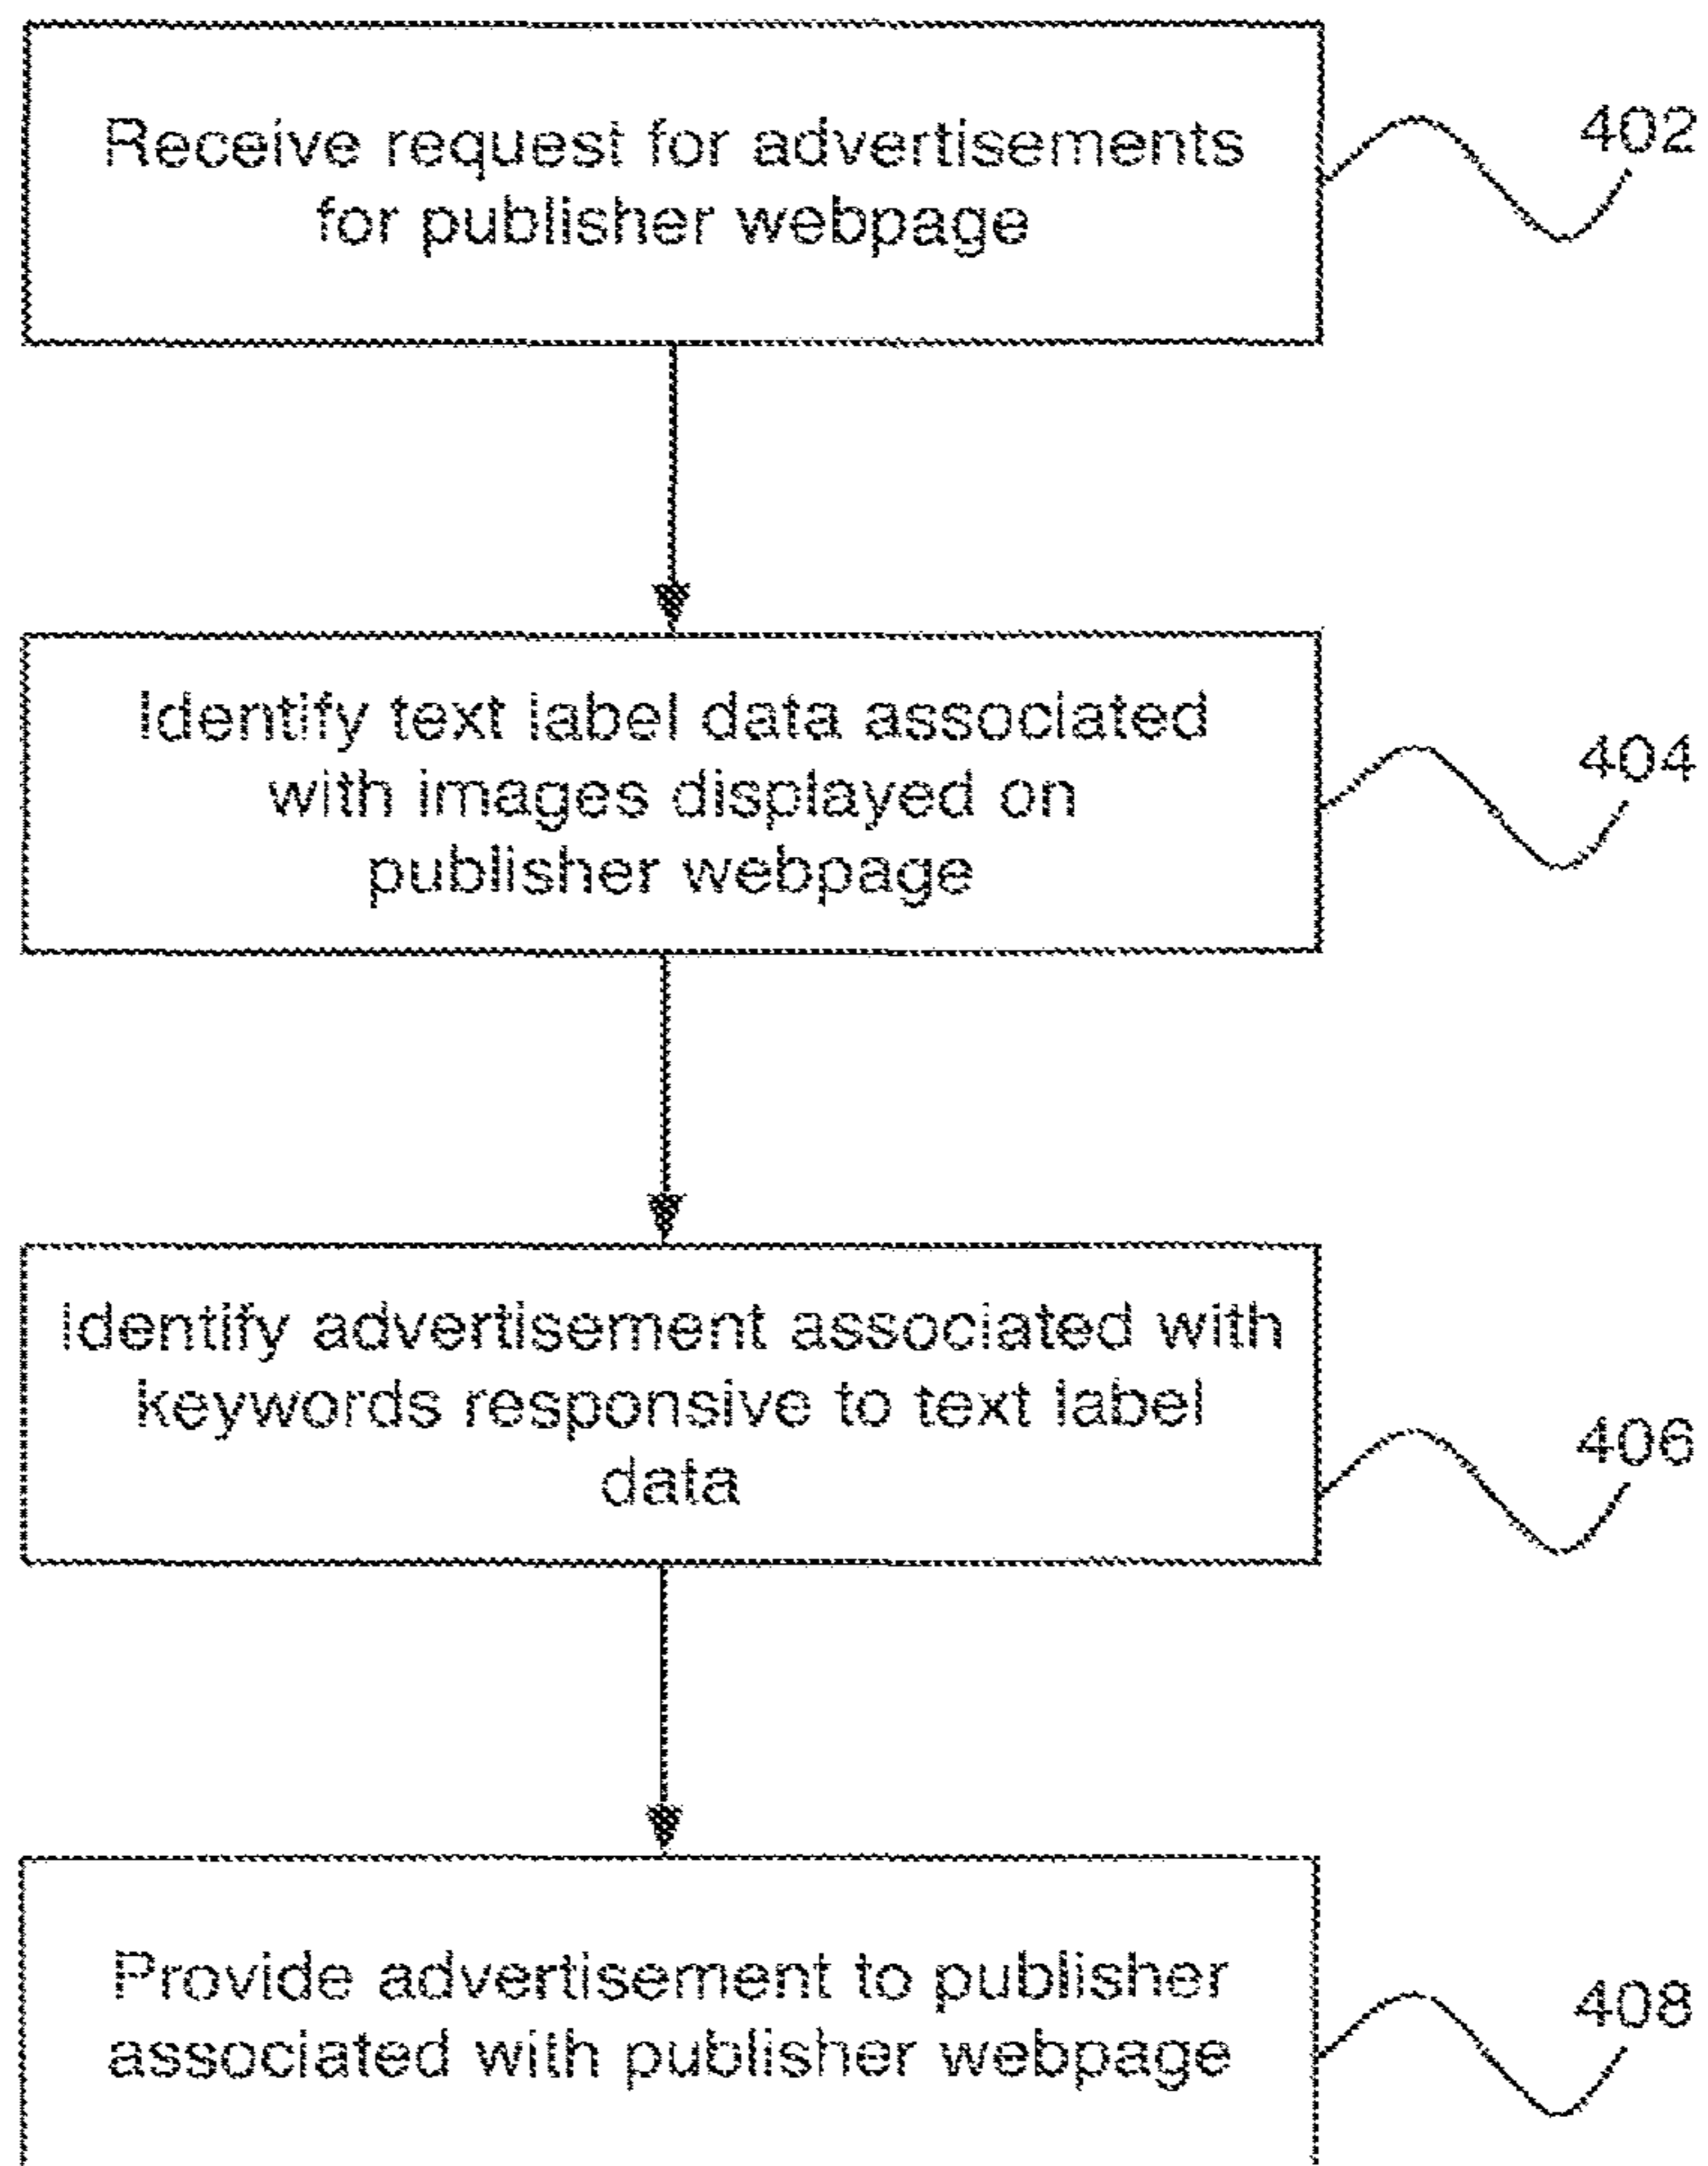 Receive request for advertisements
for publisher webpage
402
Identify text label data associated
with images displayed on
publisher webpage
404
Identify advertisement associated with
keywords responsive to text label
data
406
Provide advertisement to publisher
associated with publisher webpage
408